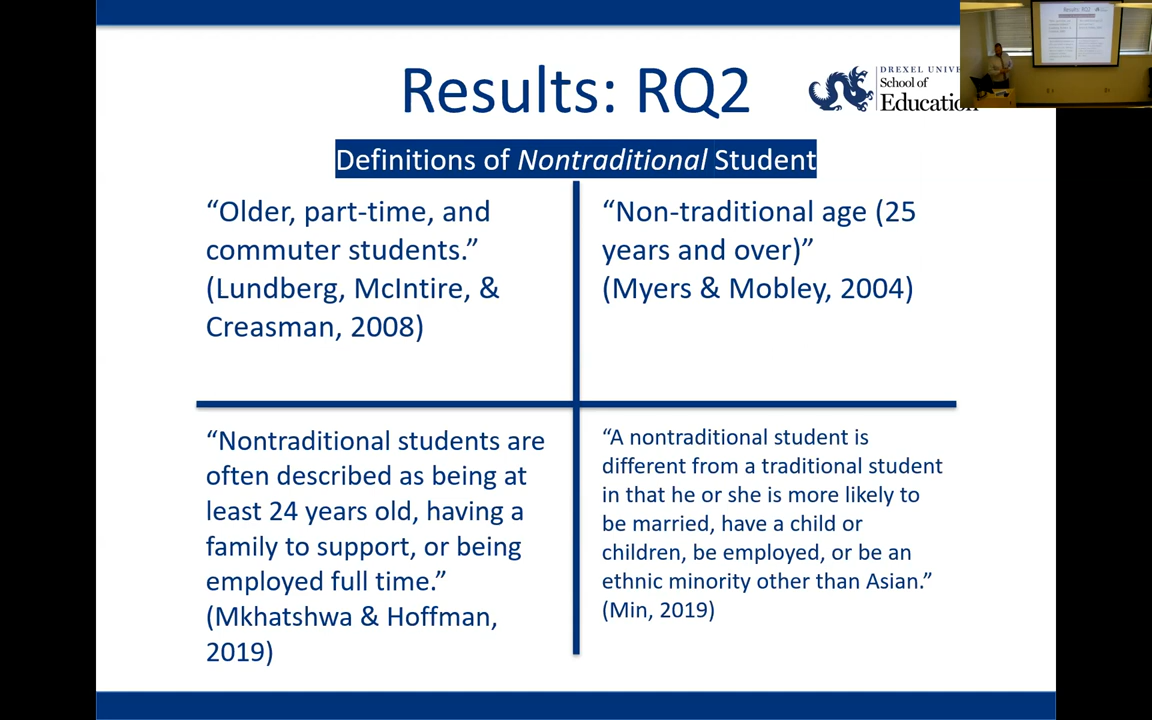 Results: RQ2
DREXEL UNIV
School of
Education
Definitions of Nontraditional Student
“Older, part-time, and
commuter students.”
(Lundberg, McIntire, &
Creasman, 2008)
“Non-traditional age (25
years and over)”
(Myers & Mobley, 2004)
“Nontraditional students are
often described as being at
least 24 years old, having a
family to support, or being
employed full time.”
(Mkhatshwa & Hoffman,
2019)
“A nontraditional student is
different from a traditional student
in that he or she is more likely to
be married, have a child or
children, be employed, or be an
ethnic minority other than Asian.”
(Min, 2019)
Results: RQ2